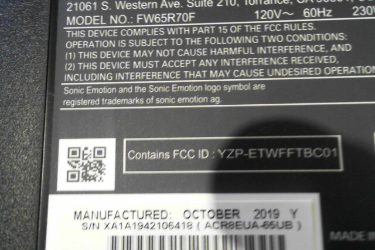 21061 S. Western Ave. Suite 210, Torrance,
MODEL NO.: FW65R70F 120V~ 60Hz 230W
THIS DEVICE COMPLIES WITH PART 15 OF THE FCC RULES.
OPERATION IS SUBJECT TO THE FOLLOWING TWO CONDITIONS:
(1) THIS DEVICE MAY NOT CAUSE HARMFUL INTERFERENCE, AND
(2) THIS DEVICE MUST ACCEPT ANY INTERFERENCE RECEIVED,
INCLUDING INTERFERENCE THAT MAY CAUSE UNDESIRED OPERATION
Sonic Emotion and the Sonic Emotion logo symbol are
registered trademarks of sonic emotion ag.
Contains FCC ID : YZP-ETWFFTBC01
MANUFACTURED: OCTOBER 2019 Y
S/N XA1A1942106418 ( ACR8EUA-65UB )
MADE IN